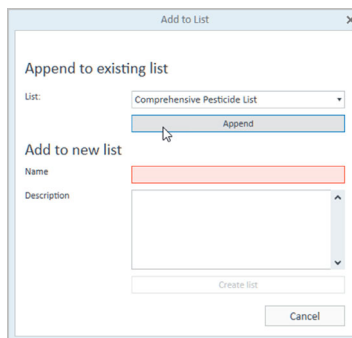 Add to List
Append to existing list
List:
Comprehensive Pesticide List
Append
Add to new list
Name
Description
Create list
Cancel